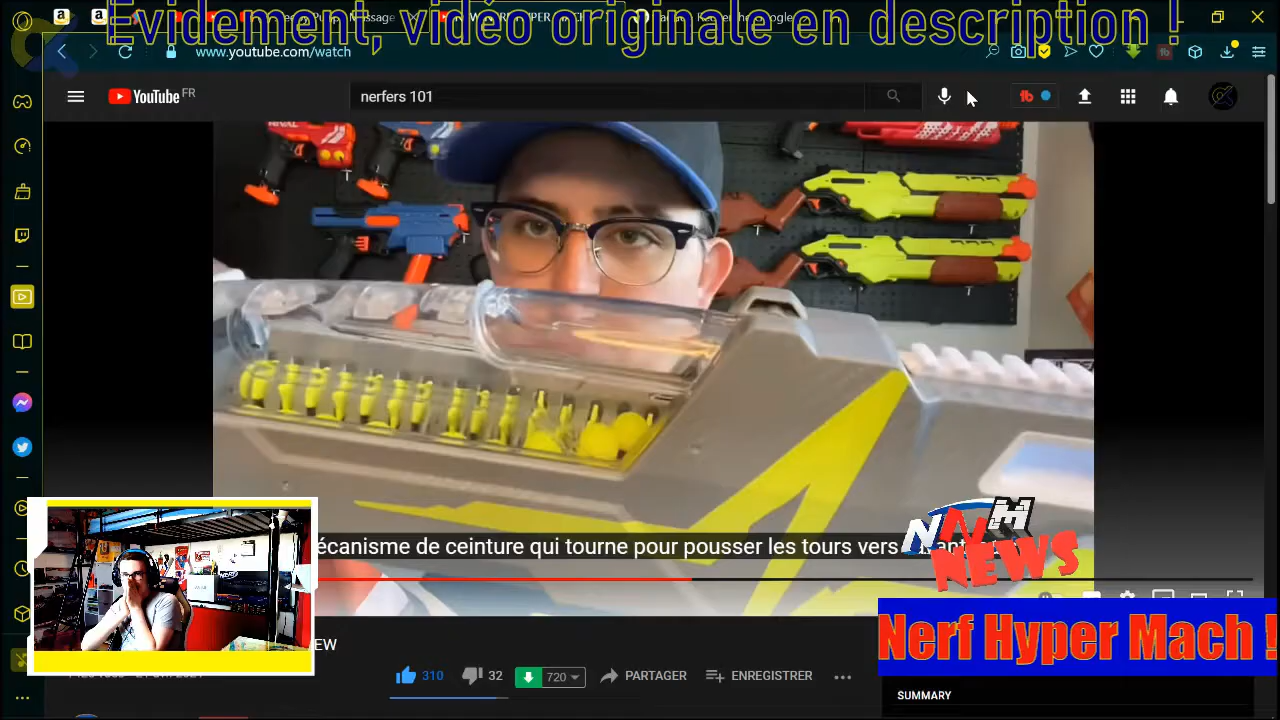 Evidement, vidéo originale en description !
www.youtube.com/watch
YouTube FR
nerfers 101
écanisme de ceinture qui tourne pour pousser les tours vers
NEWS
Nerf Hyper Mach !
EW
310
32
720
PARTAGER
ENREGISTRER
SUMMARY